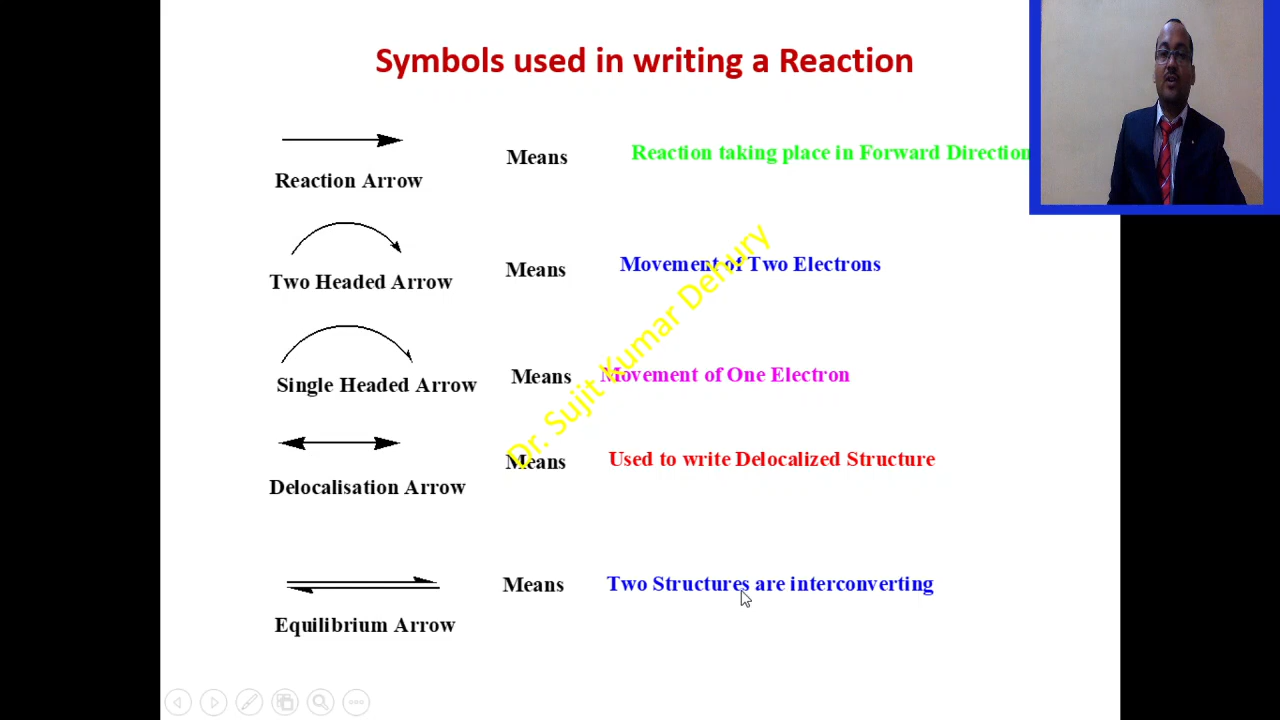 Symbols used in writing a Reaction
Means
Reaction taking place in Forward Direction
Reaction Arrow
Two Headed Arrow
Means
Movement of Two Electrons
Single Headed Arrow
Means
Movement of One Electron
Delocalisation Arrow
Means
Used to write Delocalized Structure
Equilibrium Arrow
Means
Two Structures are interconverting
Dr. Sujit Kumar Dehury